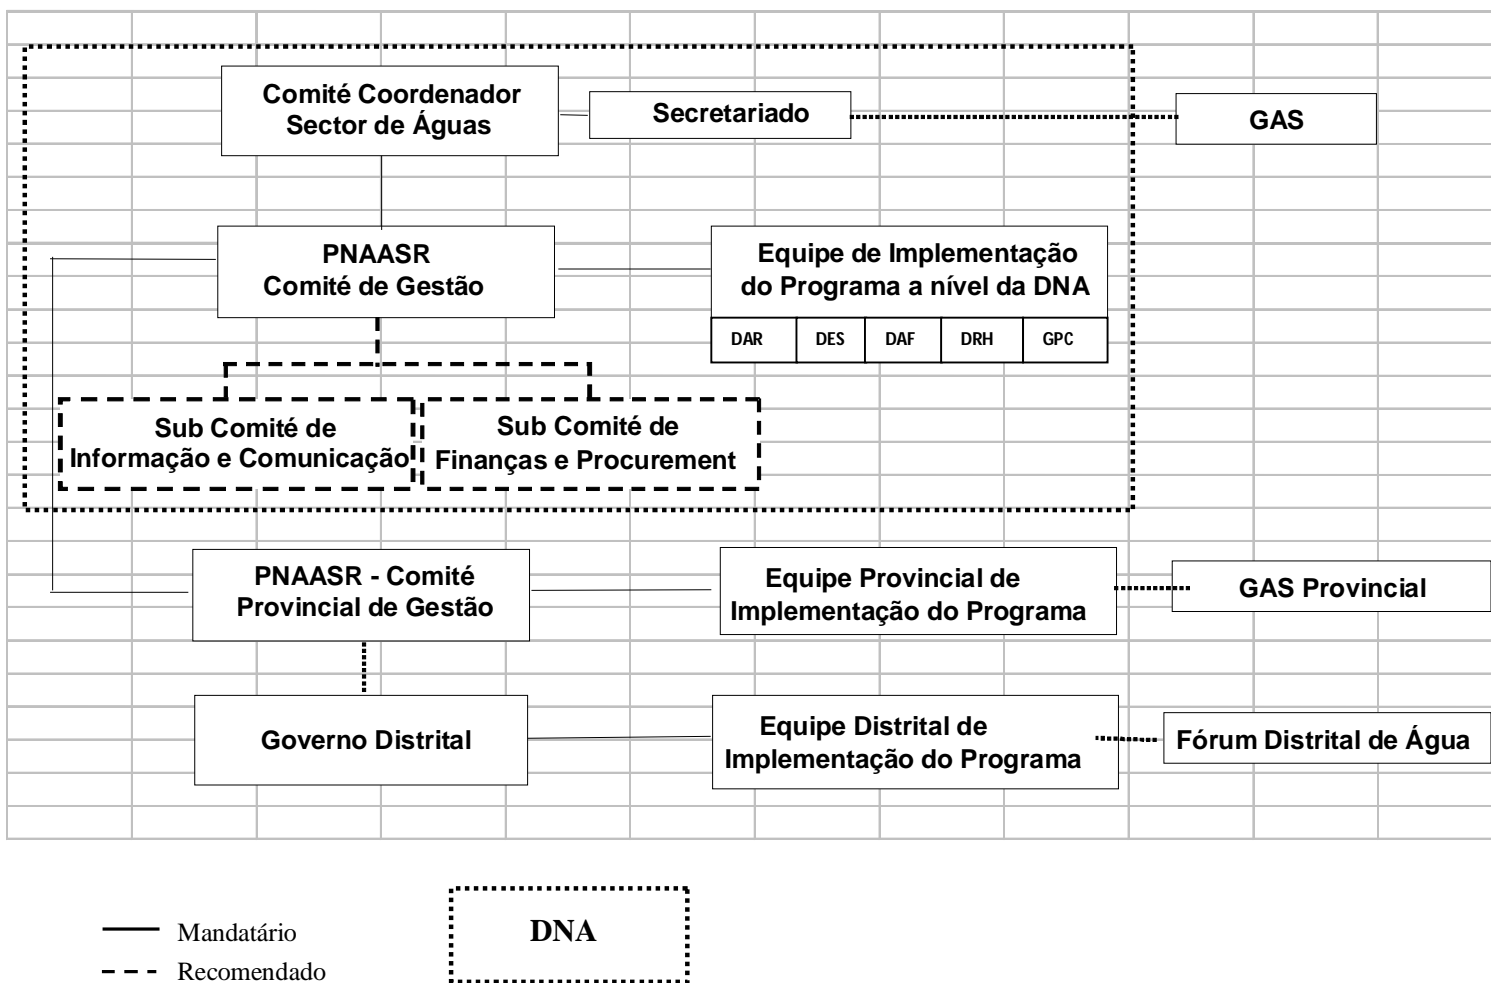 Comité Coordenador
Sector de Águas
Secretariado
GAS
PNAASR
Comité de Gestão
Equipe de Implementação
do Programa a nível da DNA
DAR
DES
DAF
DRH
GPC
Sub Comité de
Informação e Comunicação
Sub Comité de
Finanças e Procurement
PNAASR - Comité
Provincial de Gestão
Equipe Provincial de
Implementação do Programa
GAS Provincial
Governo Distrital
Equipe Distrital de
Implementação do Programa
Fórum Distrital de Água
Mandatário
Recomendado
DNA